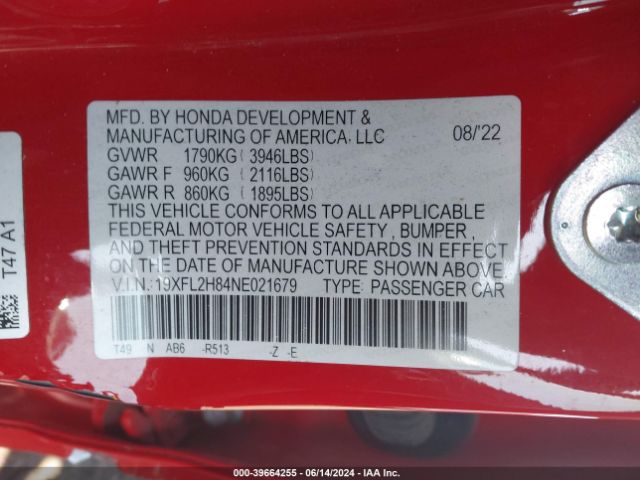 MFD. BY HONDA DEVELOPMENT &
MANUFACTURING OF AMERICA, LLC 08/'22
GVWR 1790KG( 3946LBS)
GAWR F 960KG( 2116LBS)
GAWR R 860KG( 1895LBS)
THIS VEHICLE CONFORMS TO ALL APPLICABLE
FEDERAL MOTOR VEHICLE SAFETY , BUMPER ,
AND THEFT PREVENTION STANDARDS IN EFFECT
ON THE DATE OF MANUFACTURE SHOWN ABOVE.
V.I.N.: 19XFL2H84NE021679 TYPE: PASSENGER CAR
T49 N AB6 -R513 -Z -E
T47 A1
000-39664255 - 06/14/2024 - IAA Inc.